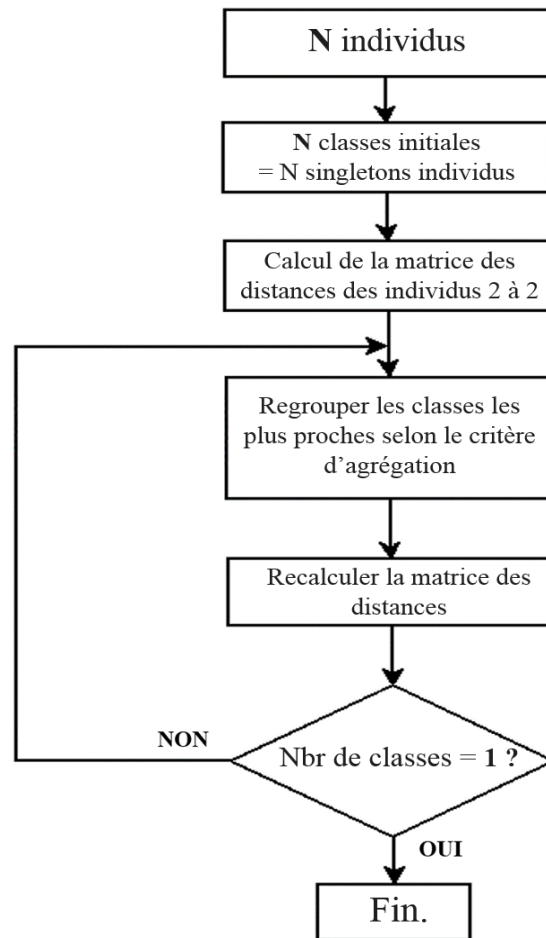 N individus
N classes initiales
= N singletons individus
Calcul de la matrice des
distances des individus 2 à 2
Regrouper les classes les
plus proches selon le critère
d’agrégation
Recalculer la matrice des
distances
NON
Nbr de classes = 1 ?
OUI
Fin.